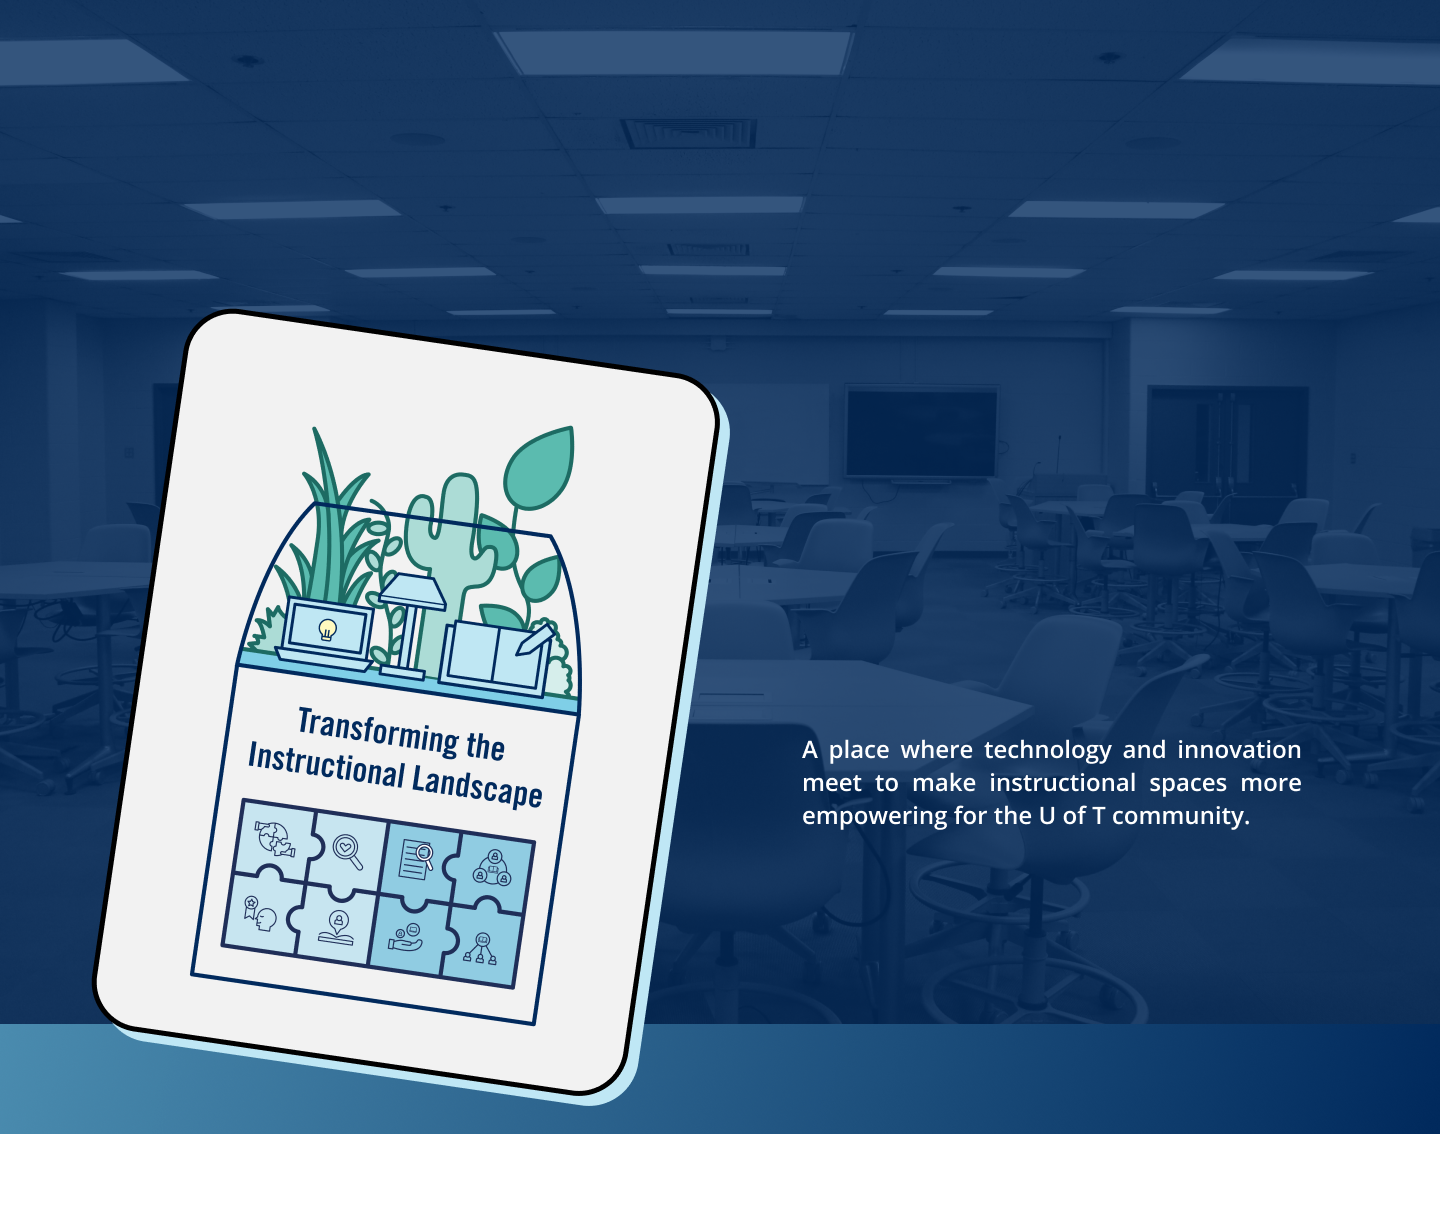 Transforming the
Instructional Landscape
A place where technology and innovation
meet to make instructional spaces more
empowering for the U of T community.